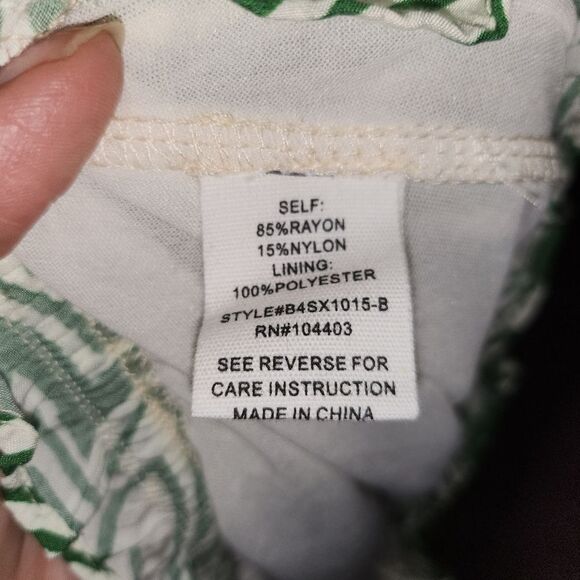 SELF:
85%RAYON
15%NYLON
LINING:
100%POLYESTER
STYLE#B4SX1015-B
RN#104403
SEE REVERSE FOR
CARE INSTRUCTION
MADE IN CHINA